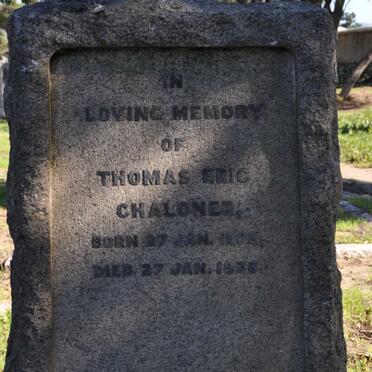 IN
LOVING MEMORY
OF
THOMAS ERIC
CHALONER,
BORN 27 JAN.
DIED 27 JAN.